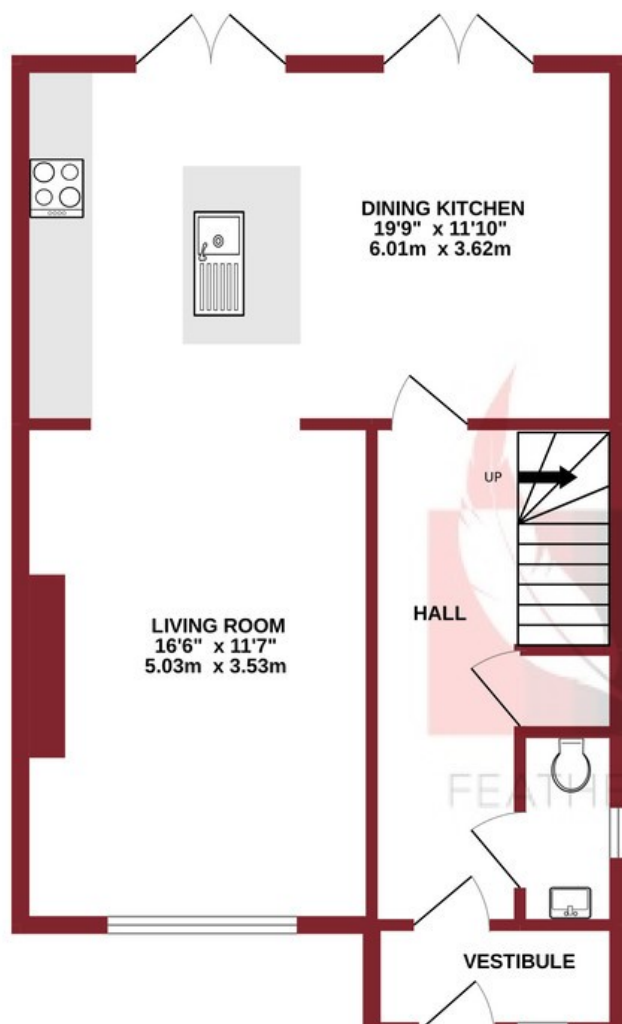 DINING KITCHEN
19'9" x 11'10"
6.01m x 3.62m
UP
HALL
LIVING ROOM
16'6" x 11'7"
5.03m x 3.53m
VESTIBULE